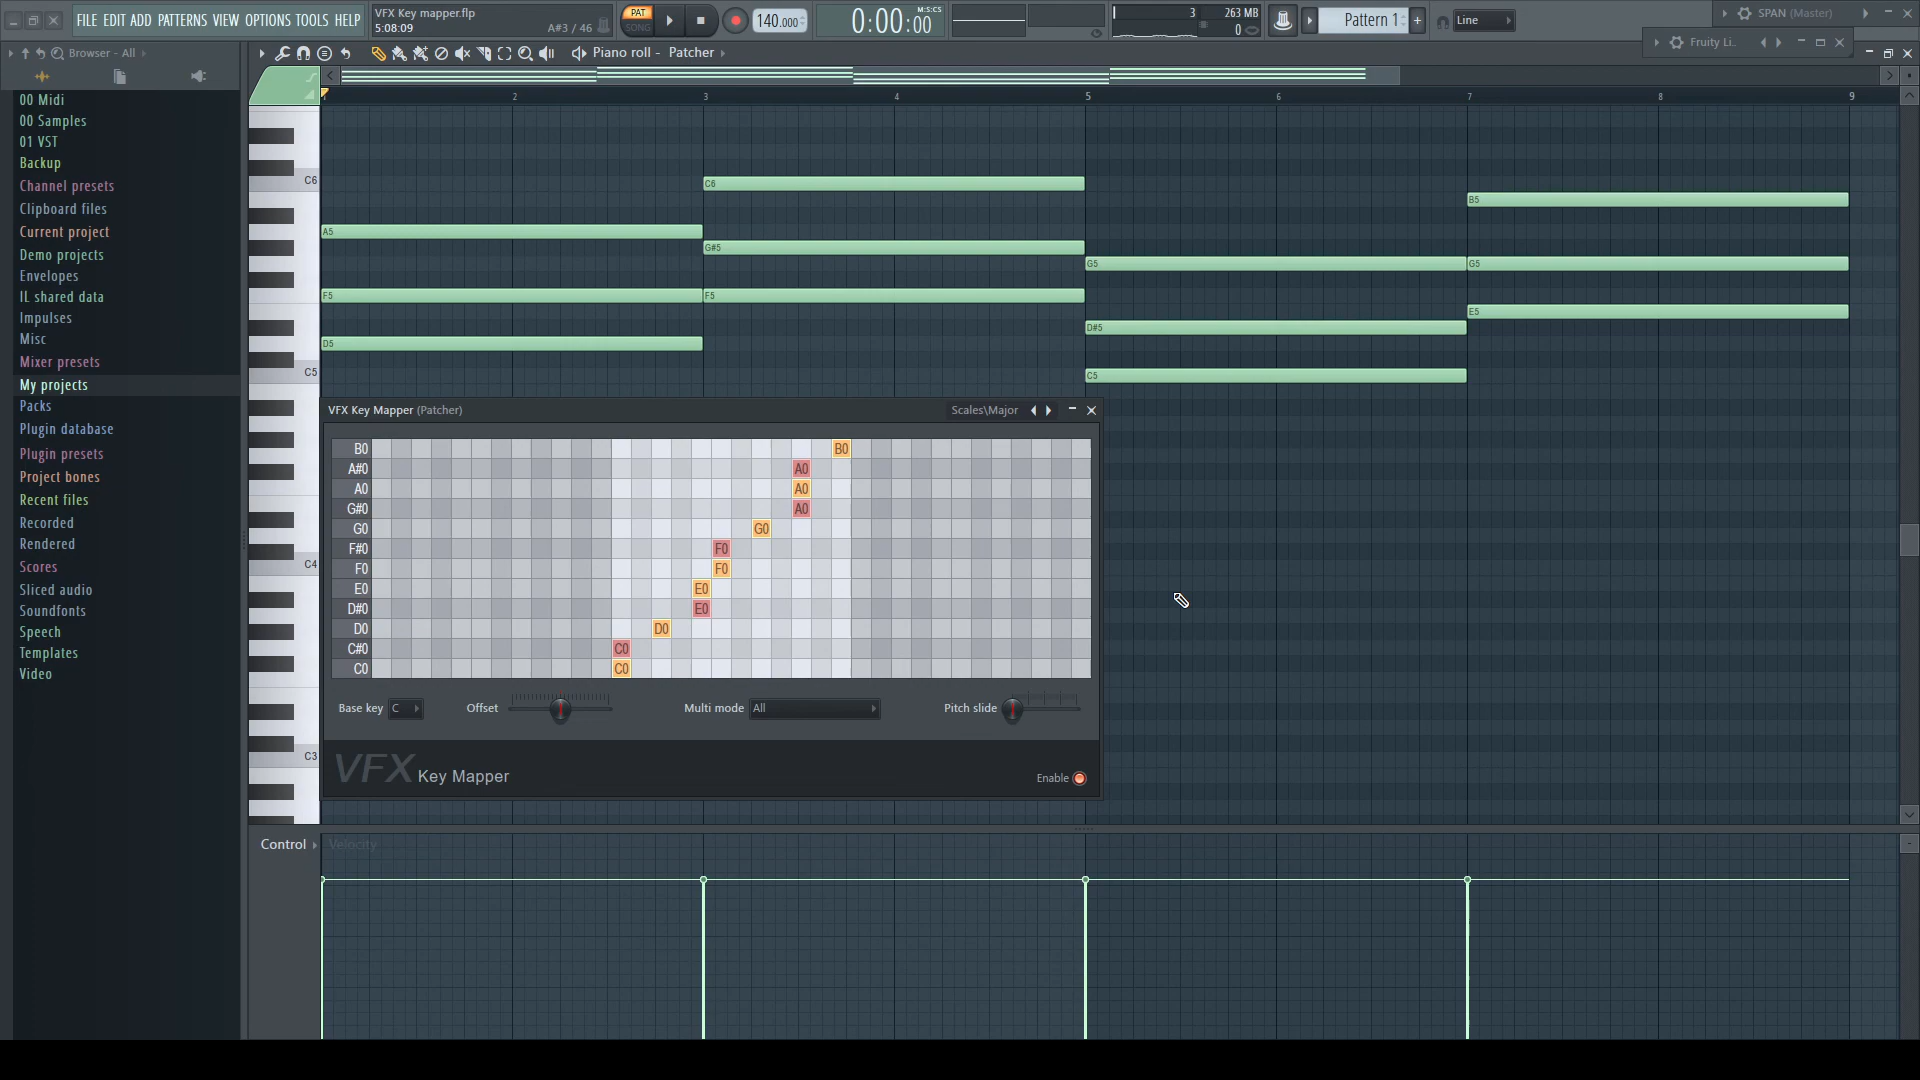 FILE EDIT ADD PATTERNS VIEW OPTIONS TOOLS HELP
VFX Key mapper.flp
5:08:09 A#3 / 46
PAT
SONG
140.000
0:00:00
M:S:CS
3
263 MB
0
Pattern 1
Line
SPAN (Master)
Fruity Li..
Browser - All
Piano roll - Patcher
00 Midi
00 Samples
01 VST
Backup
Channel presets
Clipboard files
Current project
Demo projects
Envelopes
IL shared data
Impulses
Misc
Mixer presets
My projects
Packs
Plugin database
Plugin presets
Project bones
Recent files
Recorded
Rendered
Scores
Sliced audio
Soundfonts
Speech
Templates
Video
2 3 4 5 6 7 8 9
C6
C5
C4
C3
C6
B5
A5
G#5
G5 G5
F5 F5
E5
D#5
D5
C5
VFX Key Mapper (Patcher) Scales\Major
B0 B0
A#0 A0
A0 A0
G#0 A0
G0 G0
F#0 F0
F0 F0
E0 E0
D#0 E0
D0 D0
C#0 C0
C0 C0
Base key C Offset Multi mode All Pitch slide
VFX Key Mapper
Enable
Control Velocity